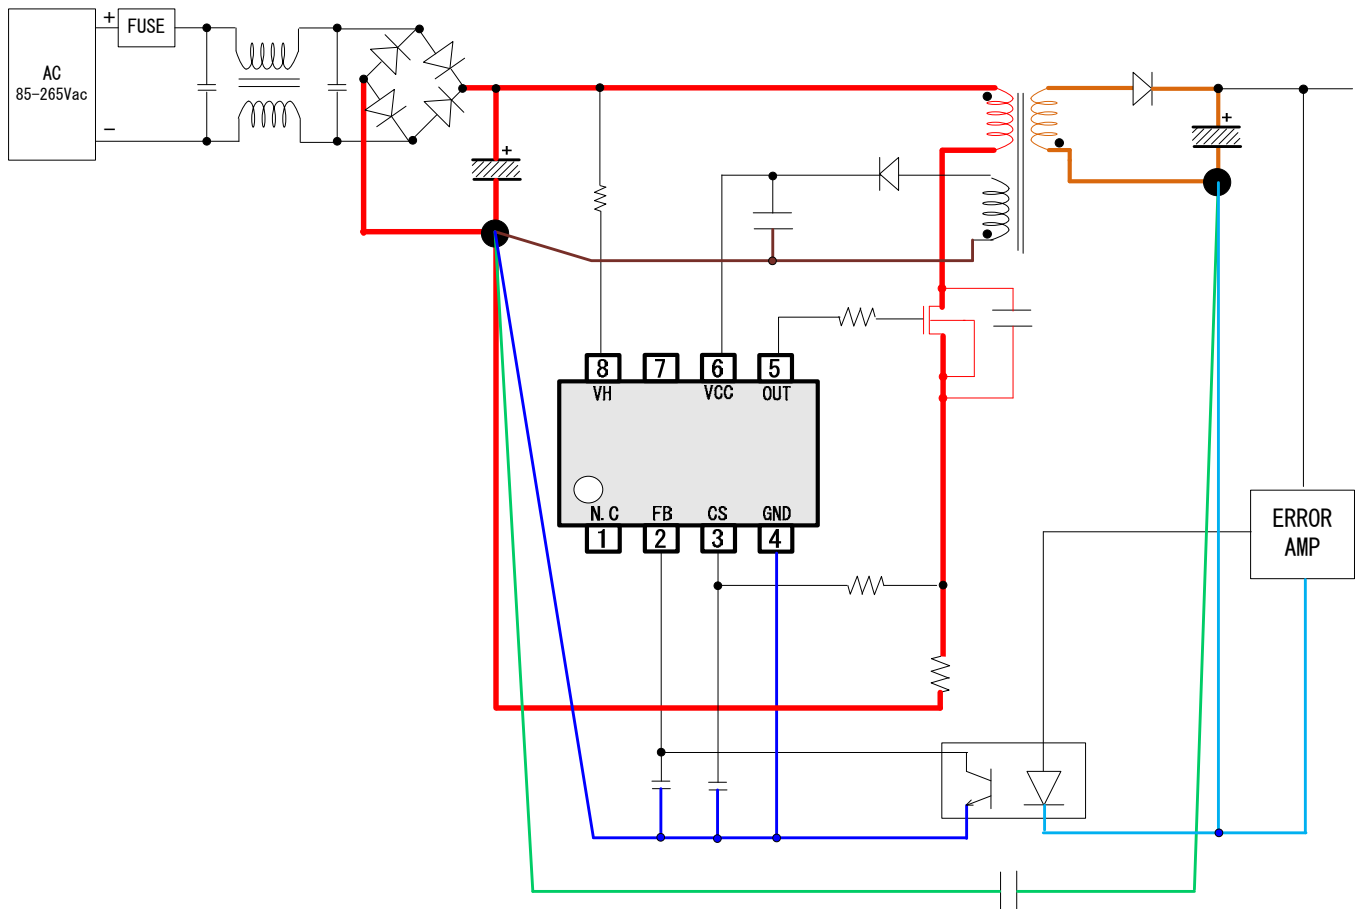 +
FUSE
AC
85-265Vac
-
+
+
8
7
6
5
VH
VCC
OUT
N.C
FB
CS
GND
1
2
3
4
ERROR
AMP